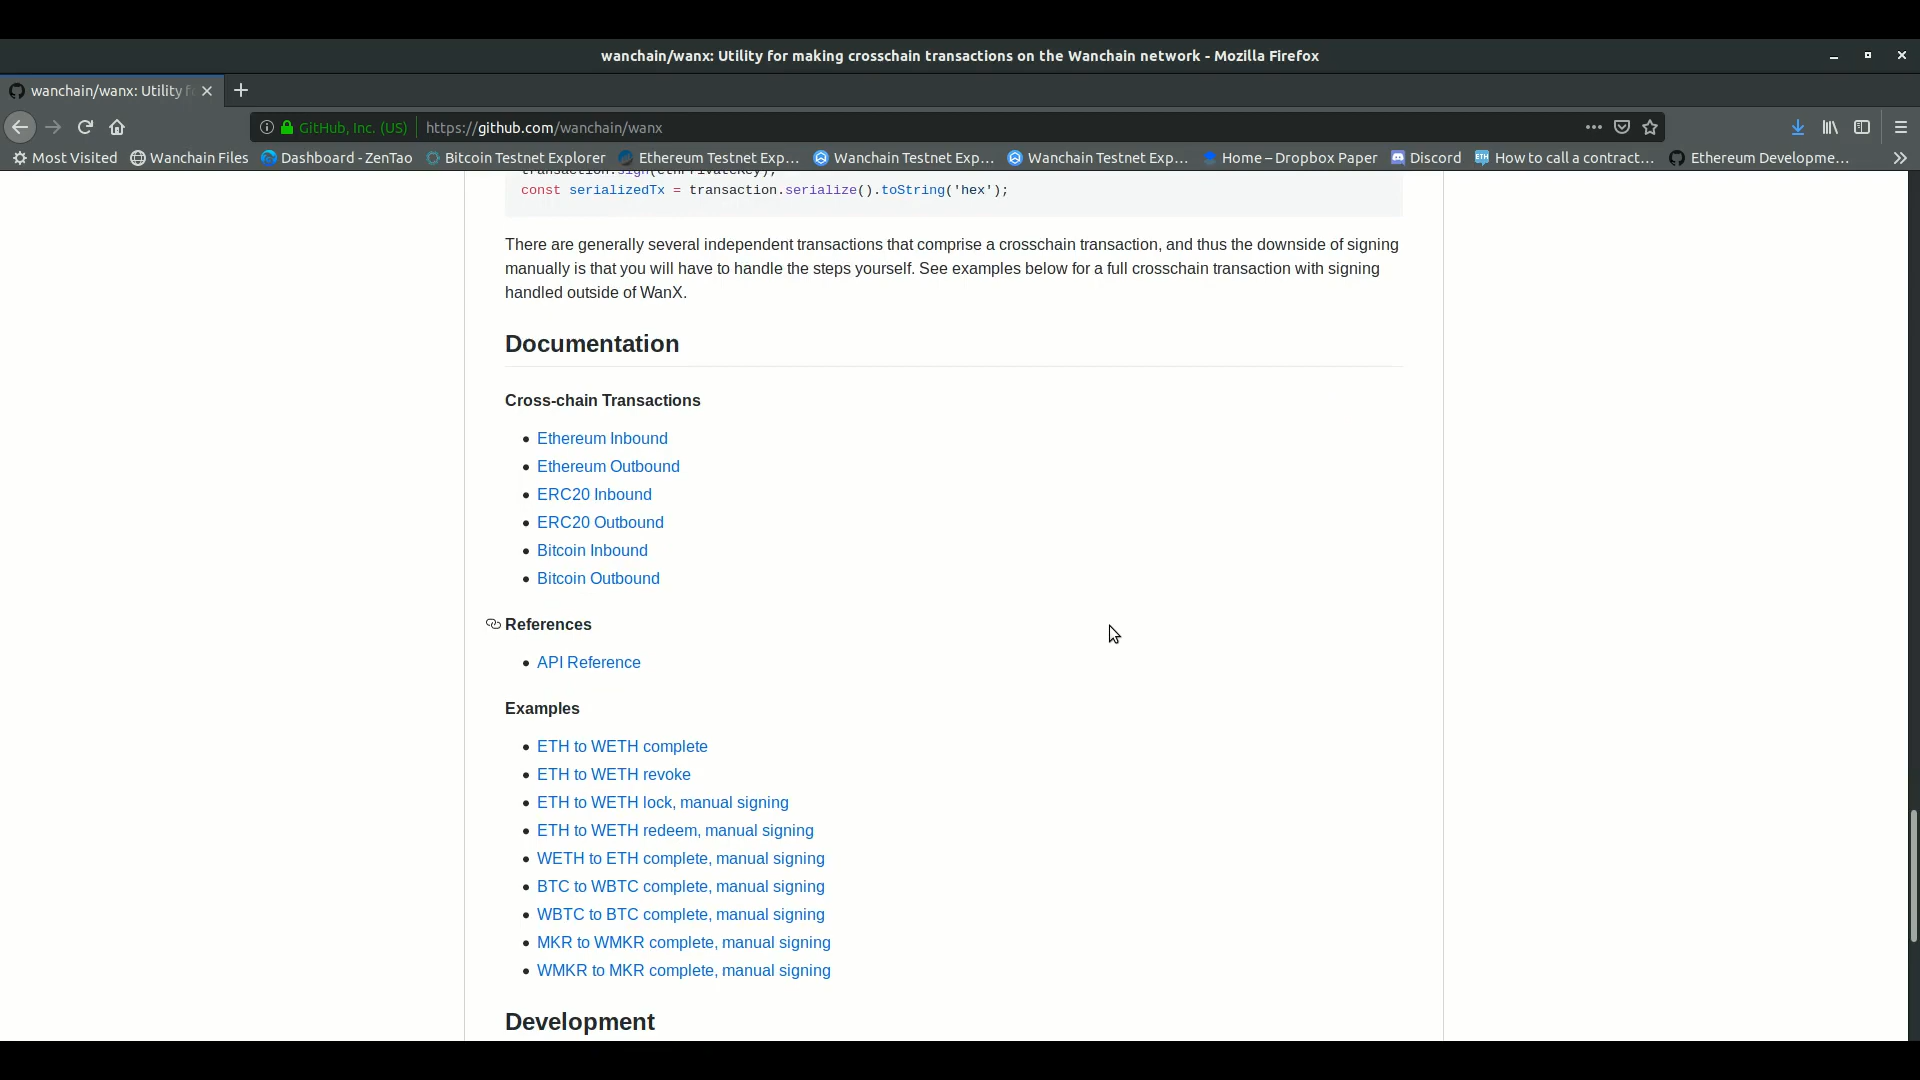 wanchain/wanx: Utility for making crosschain transactions on the Wanchain network - Mozilla Firefox
wanchain/wanx: Utility f
GitHub, Inc. (US) https://github.com/wanchain/wanx
Most Visited Wanchain Files Dashboard - ZenTao Bitcoin Testnet Explorer Ethereum Testnet Exp... Wanchain Testnet Exp... Wanchain Testnet Exp... Home – Dropbox Paper Discord How to call a contract... Ethereum Developme...
transaction.sign(ethPrivateKey);
const serializedTx = transaction.serialize().toString('hex');
There are generally several independent transactions that comprise a crosschain transaction, and thus the downside of signing
manually is that you will have to handle the steps yourself. See examples below for a full crosschain transaction with signing
handled outside of WanX.
Documentation
Cross-chain Transactions
Ethereum Inbound
Ethereum Outbound
ERC20 Inbound
ERC20 Outbound
Bitcoin Inbound
Bitcoin Outbound
References
API Reference
Examples
ETH to WETH complete
ETH to WETH revoke
ETH to WETH lock, manual signing
ETH to WETH redeem, manual signing
WETH to ETH complete, manual signing
BTC to WBTC complete, manual signing
WBTC to BTC complete, manual signing
MKR to WMKR complete, manual signing
WMKR to MKR complete, manual signing
Development